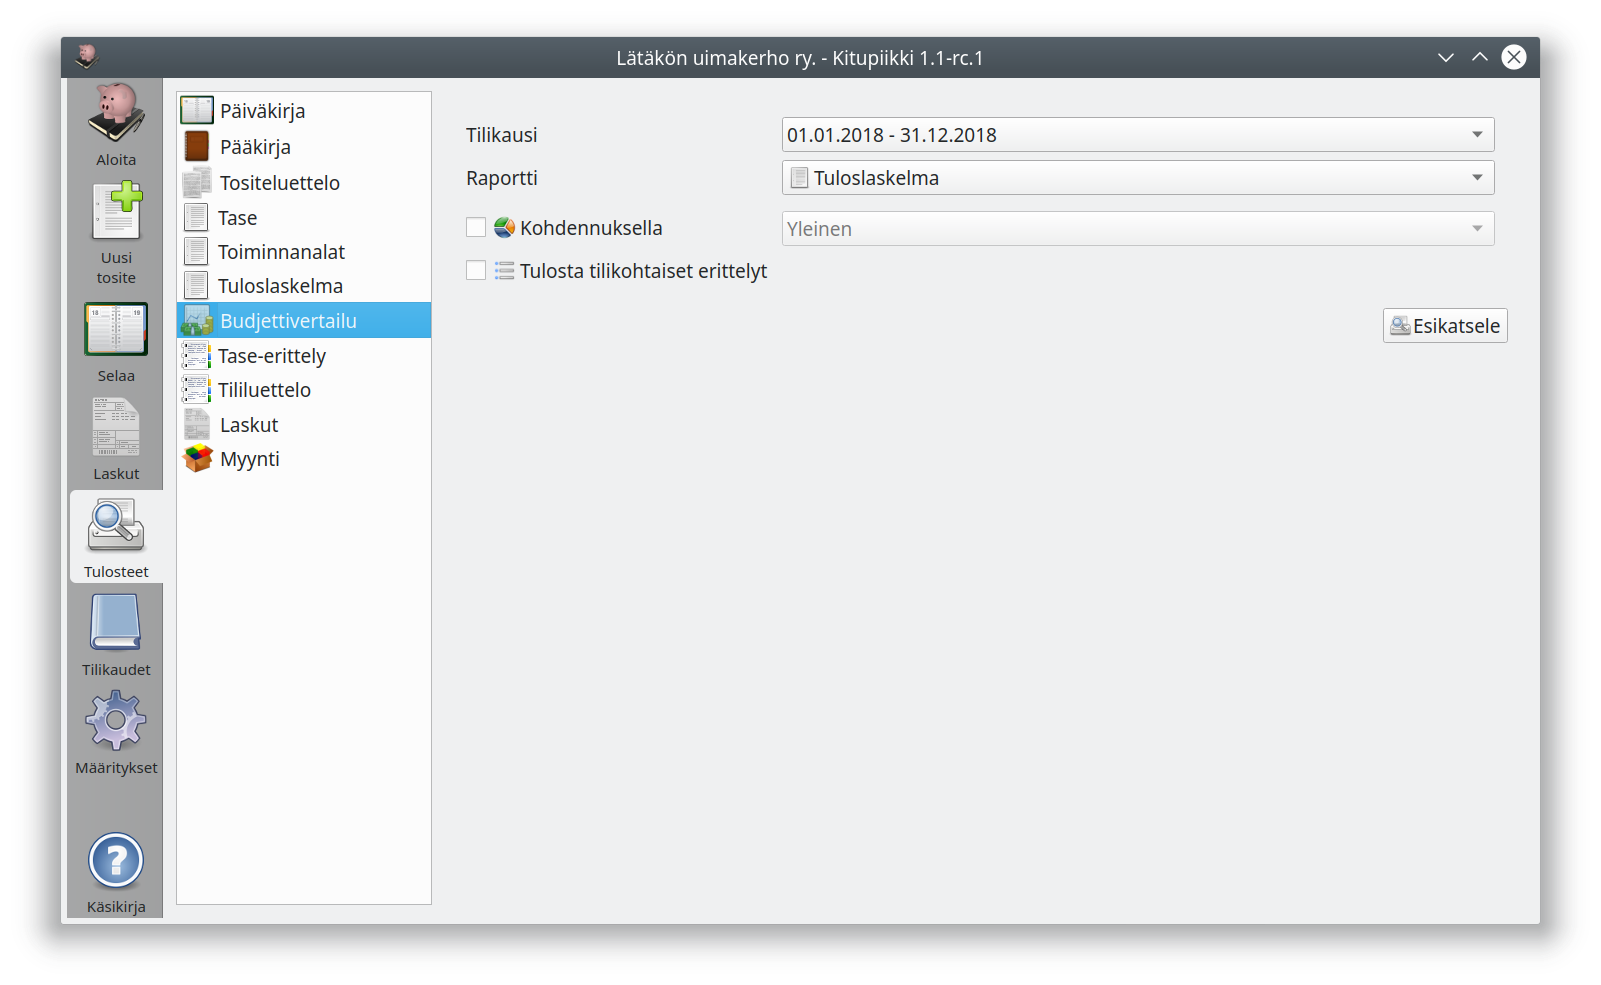 Lätäkön uimakerho ry. - Kitupiikki 1.1-rc.1
Aloita
Uusi
tosite
Selaa
Laskut
Tulosteet
Tilikaudet
Määritykset
Käsikirja
Päiväkirja
Pääkirja
Tositeluettelo
Tase
Toiminnanalat
Tuloslaskelma
Budjettivertailu
Tase-erittely
Tililuettelo
Laskut
Myynti
Tilikausi
01.01.2018 - 31.12.2018
Raportti
Tuloslaskelma
Kohdennuksella
Yleinen
Tulosta tilikohtaiset erittelyt
Esikatsele